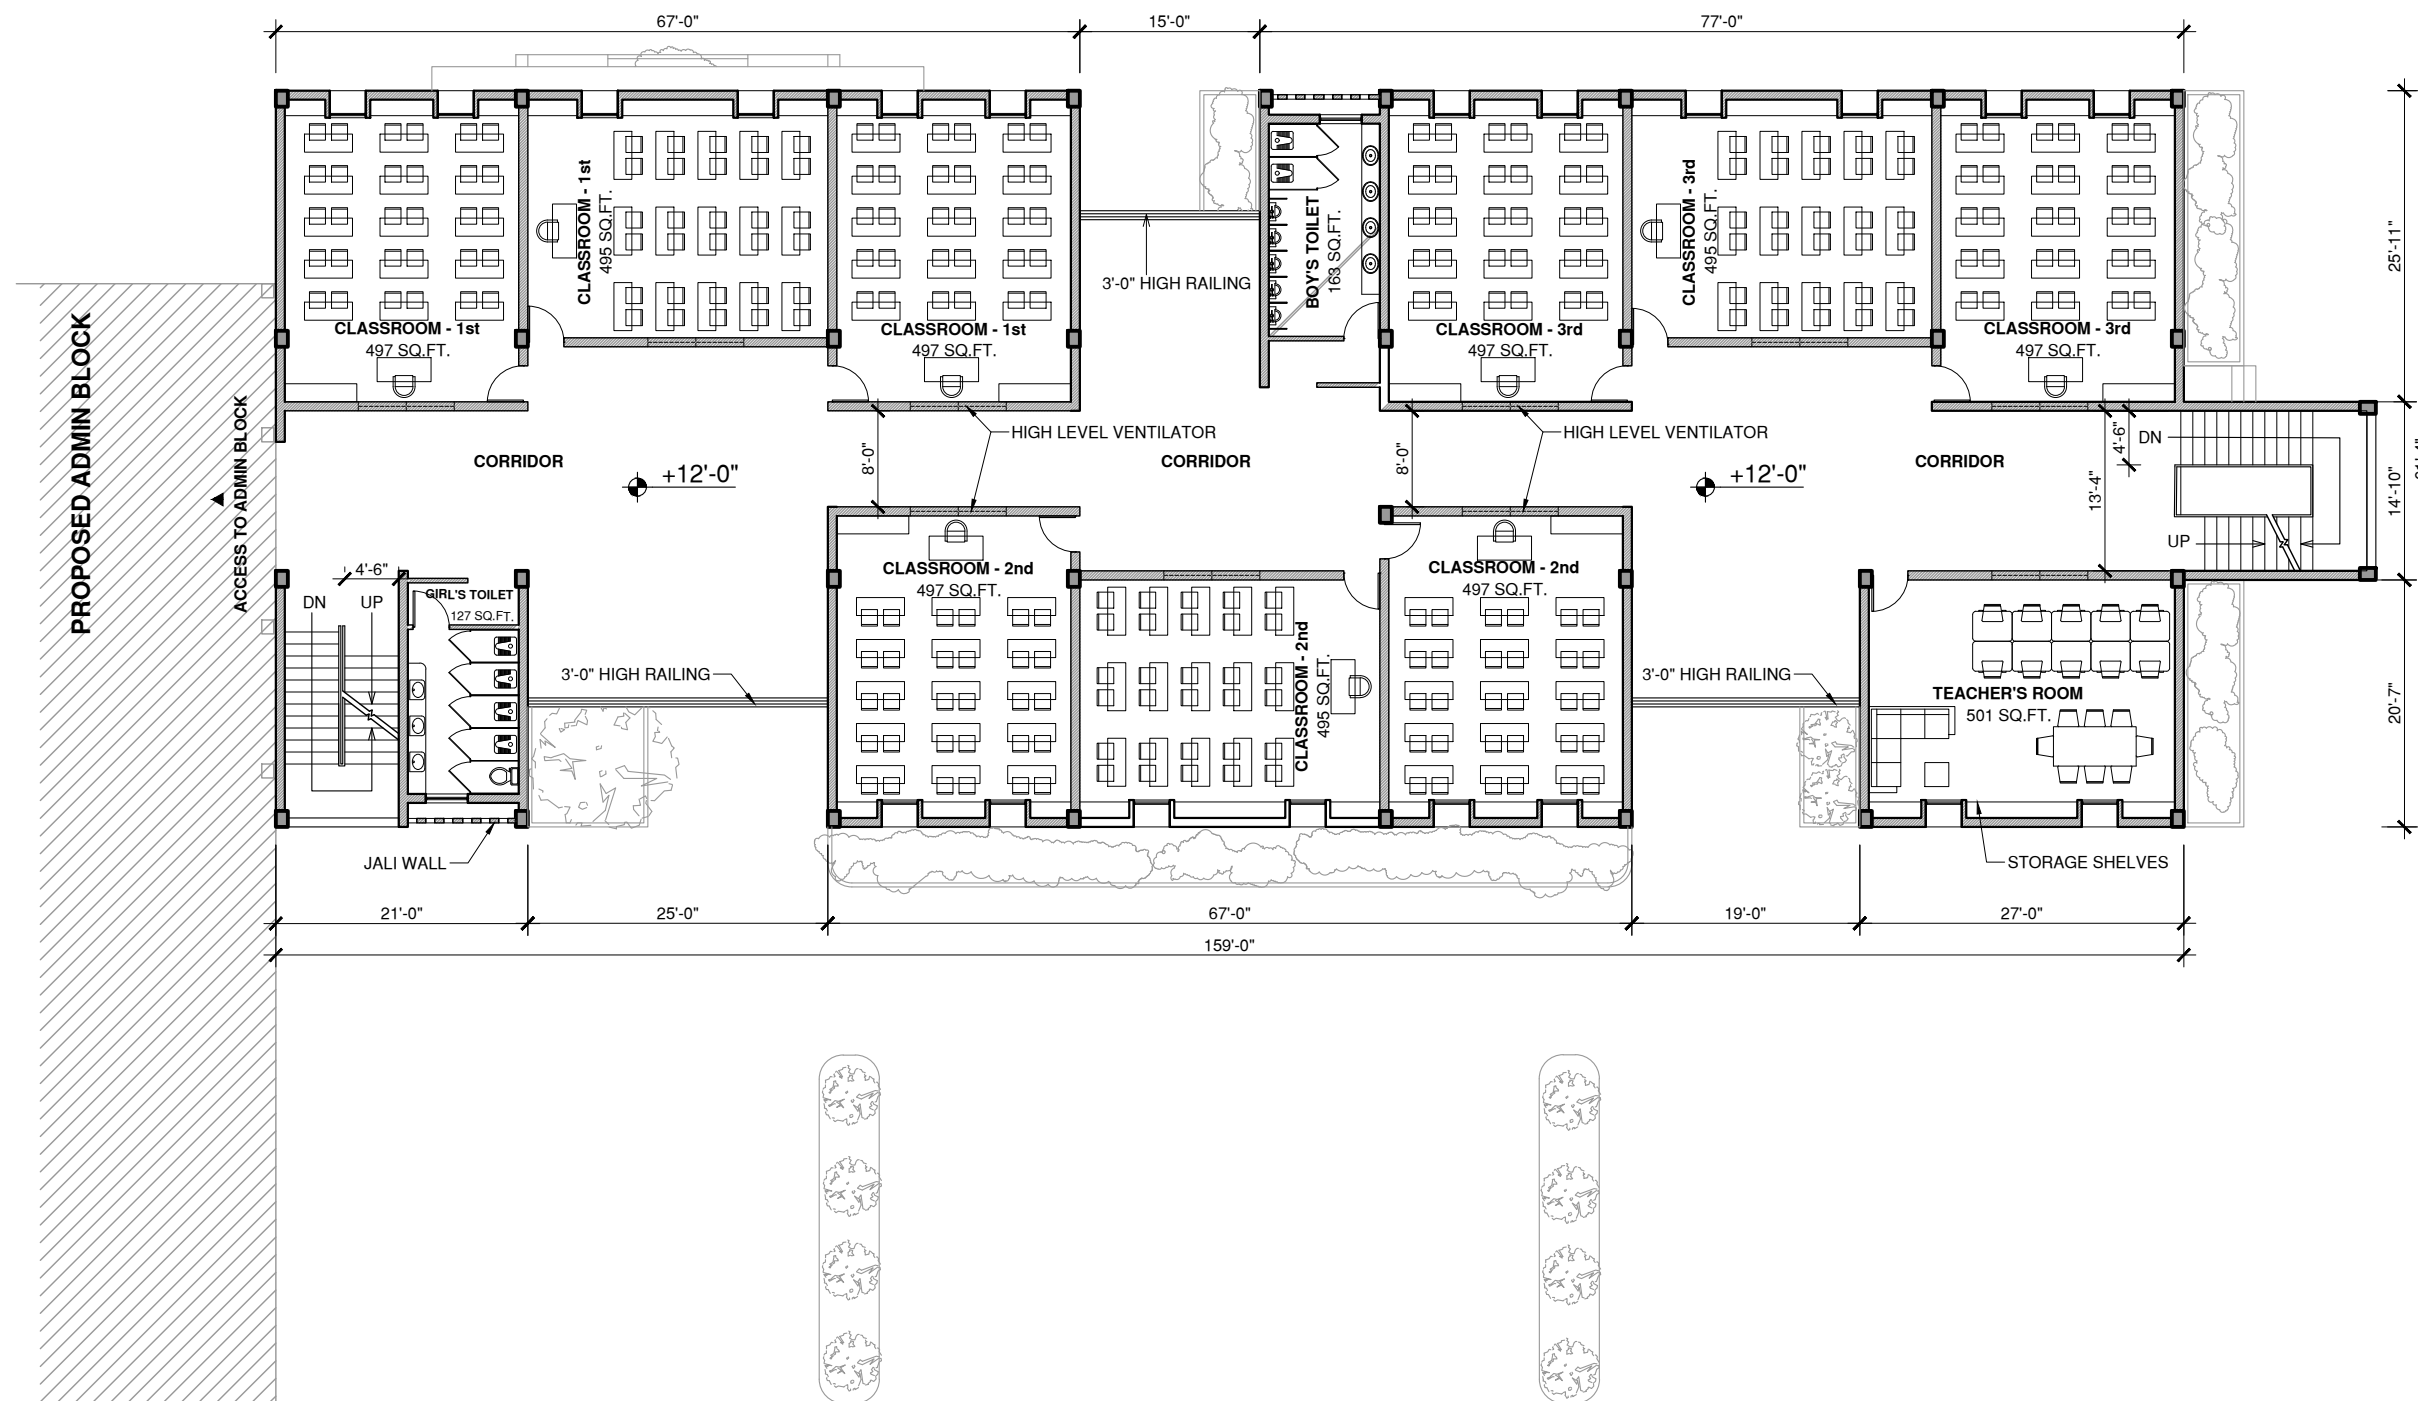 67'-0"
15'-0"
77'-0"
CLASSROOM - 1st
495 SQ.FT.
CLASSROOM - 1st
497 SQ.FT.
CLASSROOM - 1st
497 SQ.FT.
3'-0" HIGH RAILING
BOY'S TOILET
163 SQ.FT.
CLASSROOM - 3rd
497 SQ.FT.
CLASSROOM - 3rd
495 SQ.FT.
CLASSROOM - 3rd
497 SQ.FT.
25'-11"
PROPOSED ADMIN BLOCK
ACCESS TO ADMIN BLOCK
CORRIDOR
+12'-0"
8'-0"
HIGH LEVEL VENTILATOR
CORRIDOR
8'-0"
HIGH LEVEL VENTILATOR
+12'-0"
CORRIDOR
13'-4"
4'-6"
DN
UP
14'-10"
4'-6"
DN
UP
GIRL'S TOILET
127 SQ.FT.
3'-0" HIGH RAILING
CLASSROOM - 2nd
497 SQ.FT.
CLASSROOM - 2nd
495 SQ.FT.
CLASSROOM - 2nd
497 SQ.FT.
3'-0" HIGH RAILING
TEACHER'S ROOM
501 SQ.FT.
20'-7"
JALI WALL
STORAGE SHELVES
21'-0"
25'-0"
67'-0"
19'-0"
27'-0"
159'-0"